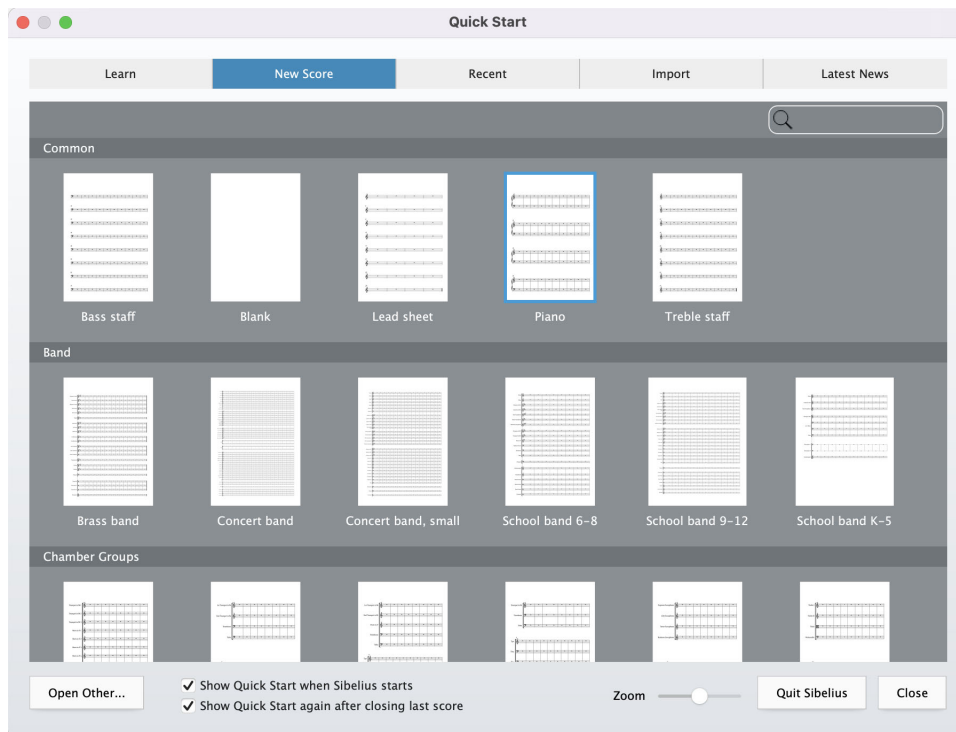 Quick Start
Learn New Score Recent Import Latest News
Common
Bass staff Blank Lead sheet Piano Treble staff
Band
Brass band Concert band Concert band, small School band 6–8 School band 9–12 School band K–5
Chamber Groups
Open Other... Show Quick Start when Sibelius starts Zoom Quit Sibelius Close
Show Quick Start again after closing last score